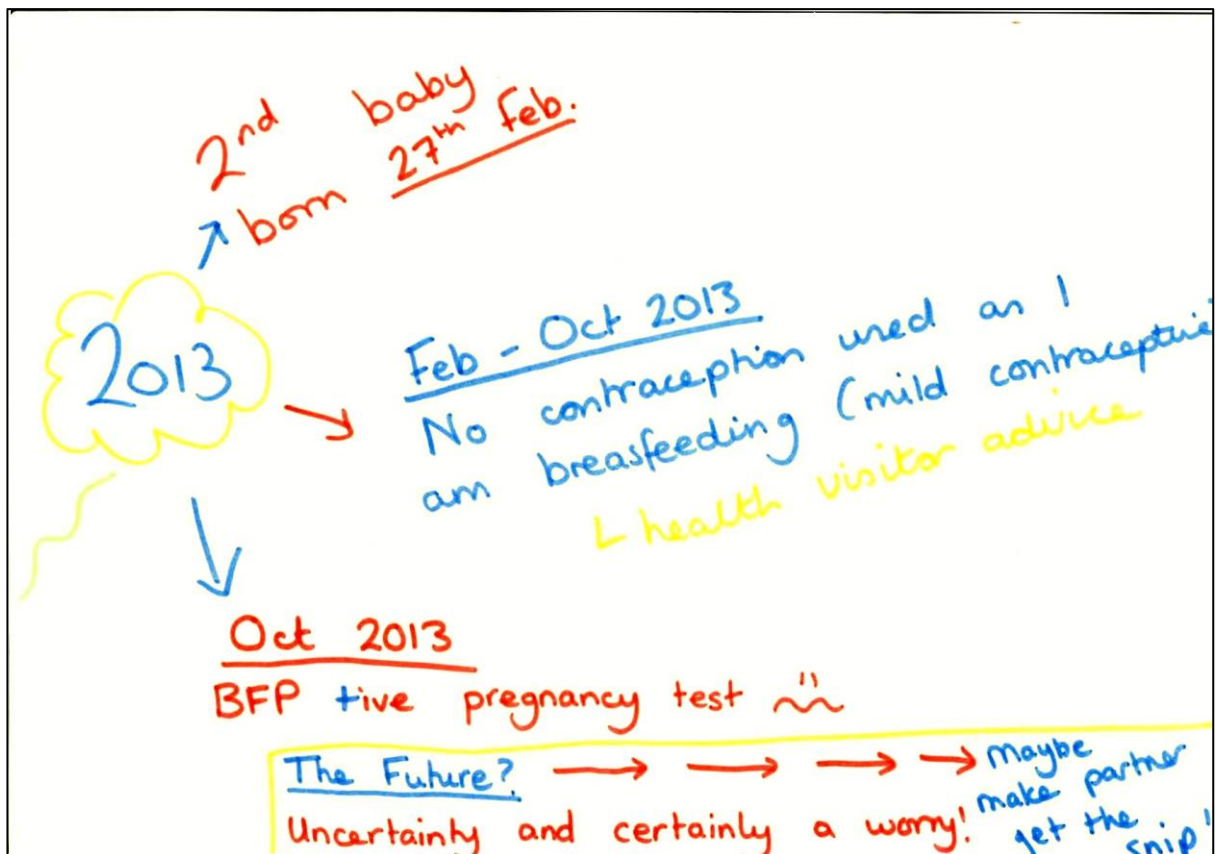 2nd baby
born 27th Feb.
2013
Feb - Oct 2013
No contraception used as I
am breasfeeding (mild contraceptive
health visitor advice
Oct 2013
BFP +ive pregnancy test
The Future?
Uncertainty and certainly a worry!
Maybe
make partner
get the
snip!